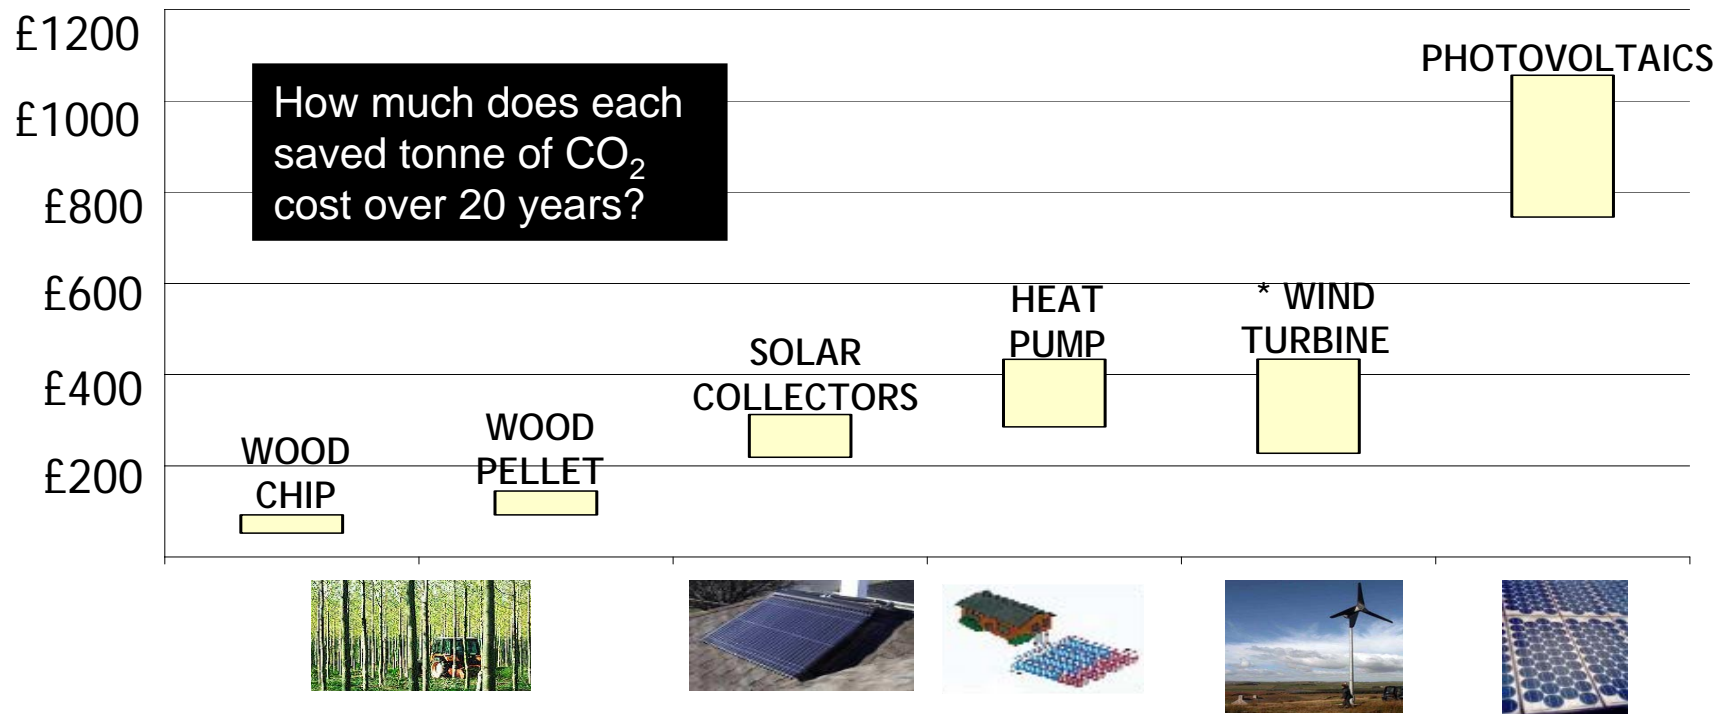 £1200
£1000
£800
£600
£400
£200
How much does each
saved tonne of CO₂
cost over 20 years?
WOOD
CHIP
WOOD
PELLET
SOLAR
COLLECTORS
HEAT
PUMP
* WIND
TURBINE
PHOTOVOLTAICS